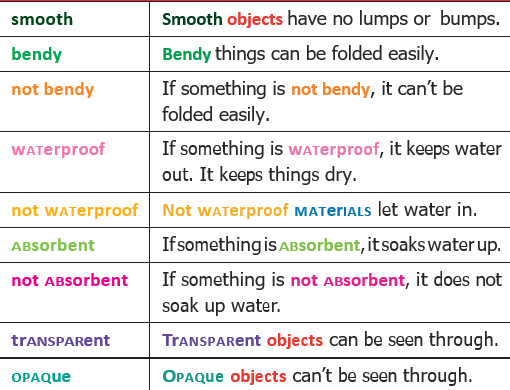 smooth Smooth objects have no lumps or bumps.
bendy Bendy things can be folded easily.
not bendy If something is not bendy, it can't be
folded easily.
wATerproof If something is wATerproof, it keeps water
out. It keeps things dry.
not wATerproof Not wATerproof MATerIALS let water in.
ABsorbent If something is ABsorbent, it soaks water up.
not ABsorbent If something is not ABsorbent, it does not
soak up water.
trANSPARent TrANSPARent objects can be seen through.
OPAQue OPAQue objects can't be seen through.